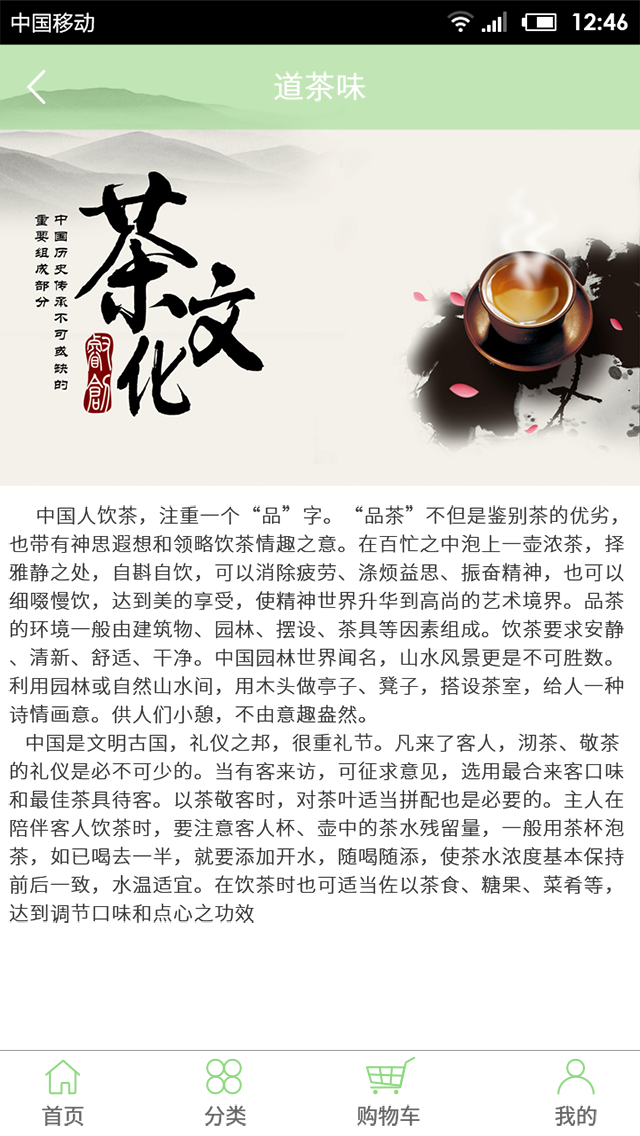 中国移动
12:46
道茶味
茶文化
中国历史传承不可或缺的
重要组成部分
睿創
中国人饮茶，注重一个“品”字。“品茶”不但是鉴别茶的优劣，
也带有神思遐想和领略饮茶情趣之意。在百忙之中泡上一壶浓茶，择
雅静之处，自斟自饮，可以消除疲劳、涤烦益思、振奋精神，也可以
细啜慢饮，达到美的享受，使精神世界升华到高尚的艺术境界。品茶
的环境一般由建筑物、园林、摆设、茶具等因素组成。饮茶要求安静
、清新、舒适、干净。中国园林世界闻名，山水风景更是不可胜数。
利用园林或自然山水间，用木头做亭子、凳子，搭设茶室，给人一种
诗情画意。供人们小憩，不由意趣盎然。
中国是文明古国，礼仪之邦，很重礼节。凡来了客人，沏茶、敬茶
的礼仪是必不可少的。当有客来访，可征求意见，选用最合来客口味
和最佳茶具待客。以茶敬客时，对茶叶适当拼配也是必要的。主人在
陪伴客人饮茶时，要注意客人杯、壶中的茶水残留量，一般用茶杯泡
茶，如已喝去一半，就要添加开水，随喝随添，使茶水浓度基本保持
前后一致，水温适宜。在饮茶时也可适当佐以茶食、糖果、菜肴等，
达到调节口味和点心之功效
首页
分类
购物车
我的